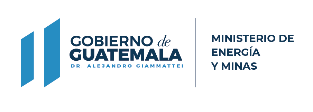 GOBIERNO de
GUATEMALA
DR. ALEJANDRO GIAMMATTEI
MINISTERIO DE
ENERGÍA
Y MINAS